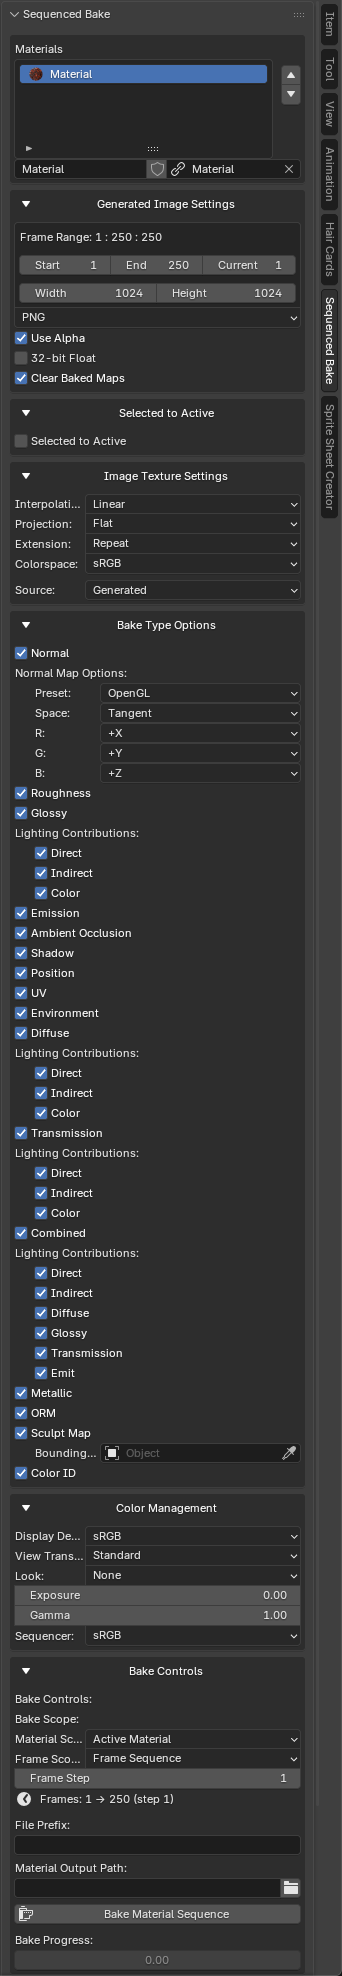 Sequenced Bake
Materials
Material
Material
Material
Generated Image Settings
Frame Range: 1 : 250 : 250
Start 1 End 250 Current 1
Width 1024 Height 1024
PNG
Use Alpha
32-bit Float
Clear Baked Maps
Selected to Active
Selected to Active
Image Texture Settings
Interpolati... Linear
Projection: Flat
Extension: Repeat
Colorspace: sRGB
Source: Generated
Bake Type Options
Normal
Normal Map Options:
Preset: OpenGL
Space: Tangent
R: +X
G: +Y
B: +Z
Roughness
Glossy
Lighting Contributions:
Direct
Indirect
Color
Emission
Ambient Occlusion
Shadow
Position
UV
Environment
Diffuse
Lighting Contributions:
Direct
Indirect
Color
Transmission
Lighting Contributions:
Direct
Indirect
Color
Combined
Lighting Contributions:
Direct
Indirect
Diffuse
Glossy
Transmission
Emit
Metallic
ORM
Sculpt Map
Bounding... Object
Color ID
Color Management
Display De... sRGB
View Trans... Standard
Look: None
Exposure 0.00
Gamma 1.00
Sequencer: sRGB
Bake Controls
Bake Controls:
Bake Scope:
Material Sc... Active Material
Frame Sco... Frame Sequence
Frame Step 1
Frames: 1 → 250 (step 1)
File Prefix:
Material Output Path:
Bake Material Sequence
Bake Progress:
0.00
Item
Tool
View
Animation
Hair Cards
Sequenced Bake
Sprite Sheet Creator